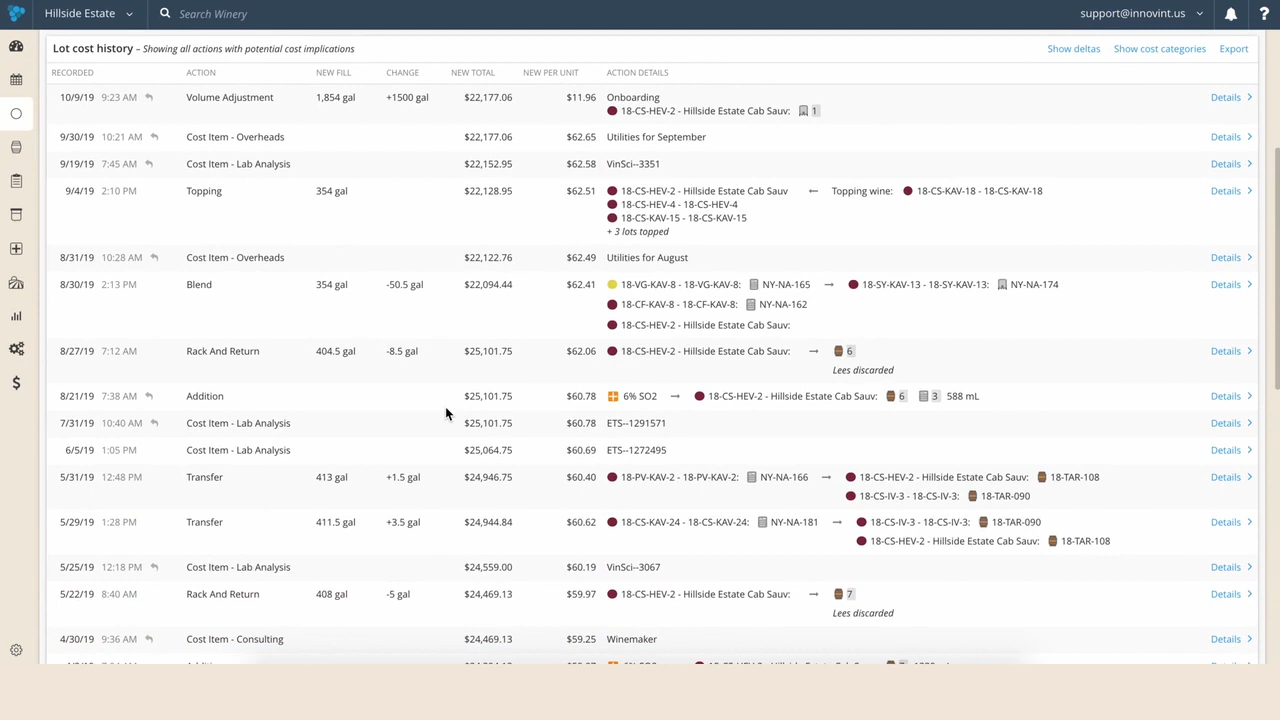 Hillside Estate Search Winery support@innovint.us ?
Lot cost history – Showing all actions with potential cost implications Show deltas Show cost categories Export
RECORDED ACTION NEW FILL CHANGE NEW TOTAL NEW PER UNIT ACTION DETAILS
10/9/19 9:23 AM Volume Adjustment 1,854 gal +1500 gal $22,177.06 $11.96 Onboarding Details
18-CS-HEV-2 - Hillside Estate Cab Sauv: 1
9/30/19 10:21 AM Cost Item - Overheads $22,177.06 $62.65 Utilities for September Details
9/19/19 7:45 AM Cost Item - Lab Analysis $22,152.95 $62.58 VinSci--3351 Details
9/4/19 2:10 PM Topping 354 gal $22,128.95 $62.51 18-CS-HEV-2 - Hillside Estate Cab Sauv ← Topping wine: 18-CS-KAV-18 - 18-CS-KAV-18 Details
18-CS-HEV-4 - 18-CS-HEV-4
18-CS-KAV-15 - 18-CS-KAV-15
+ 3 lots topped
8/31/19 10:28 AM Cost Item - Overheads $22,122.76 $62.49 Utilities for August Details
8/30/19 2:13 PM Blend 354 gal -50.5 gal $22,094.44 $62.41 18-VG-KAV-8 - 18-VG-KAV-8: NY-NA-165 → 18-SY-KAV-13 - 18-SY-KAV-13: NY-NA-174 Details
18-CF-KAV-8 - 18-CF-KAV-8: NY-NA-162
18-CS-HEV-2 - Hillside Estate Cab Sauv:
8/27/19 7:12 AM Rack And Return 404.5 gal -8.5 gal $25,101.75 $62.06 18-CS-HEV-2 - Hillside Estate Cab Sauv: → 6 Details
Lees discarded
8/21/19 7:38 AM Addition $25,101.75 $60.78 6% SO2 → 18-CS-HEV-2 - Hillside Estate Cab Sauv: 6 3 588 mL Details
7/31/19 10:40 AM Cost Item - Lab Analysis $25,101.75 $60.78 ETS--1291571 Details
6/5/19 1:05 PM Cost Item - Lab Analysis $25,064.75 $60.69 ETS--1272495 Details
5/31/19 12:48 PM Transfer 413 gal +1.5 gal $24,946.75 $60.40 18-PV-KAV-2 - 18-PV-KAV-2: NY-NA-166 → 18-CS-HEV-2 - Hillside Estate Cab Sauv: 18-TAR-108 Details
18-CS-IV-3 - 18-CS-IV-3: 18-TAR-090
5/29/19 1:28 PM Transfer 411.5 gal +3.5 gal $24,944.84 $60.62 18-CS-KAV-24 - 18-CS-KAV-24: NY-NA-181 → 18-CS-IV-3 - 18-CS-IV-3: 18-TAR-090 Details
18-CS-HEV-2 - Hillside Estate Cab Sauv: 18-TAR-108
5/25/19 12:18 PM Cost Item - Lab Analysis $24,559.00 $60.19 VinSci--3067 Details
5/22/19 8:40 AM Rack And Return 408 gal -5 gal $24,469.13 $59.97 18-CS-HEV-2 - Hillside Estate Cab Sauv: → 7 Details
Lees discarded
4/30/19 9:36 AM Cost Item - Consulting $24,469.13 $59.25 Winemaker Details